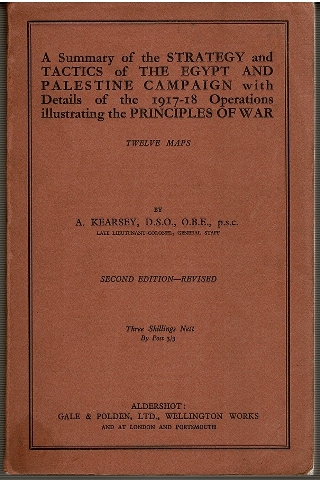 A Summary of the STRATEGY and
TACTICS of THE EGYPT AND
PALESTINE CAMPAIGN with
Details of the 1917-18 Operations
illustrating the PRINCIPLES OF WAR
TWELVE MAPS
BY
A. KEARSEY, D.S.O., O.B.E., p.s.c.
LATE LIEUTENANT-COLONEL, GENERAL STAFF
SECOND EDITION—REVISED
Three Shillings Nett
By Post 3/3
ALDERSHOT:
GALE & POLDEN, LTD., WELLINGTON WORKS
AND AT LONDON AND PORTSMOUTH